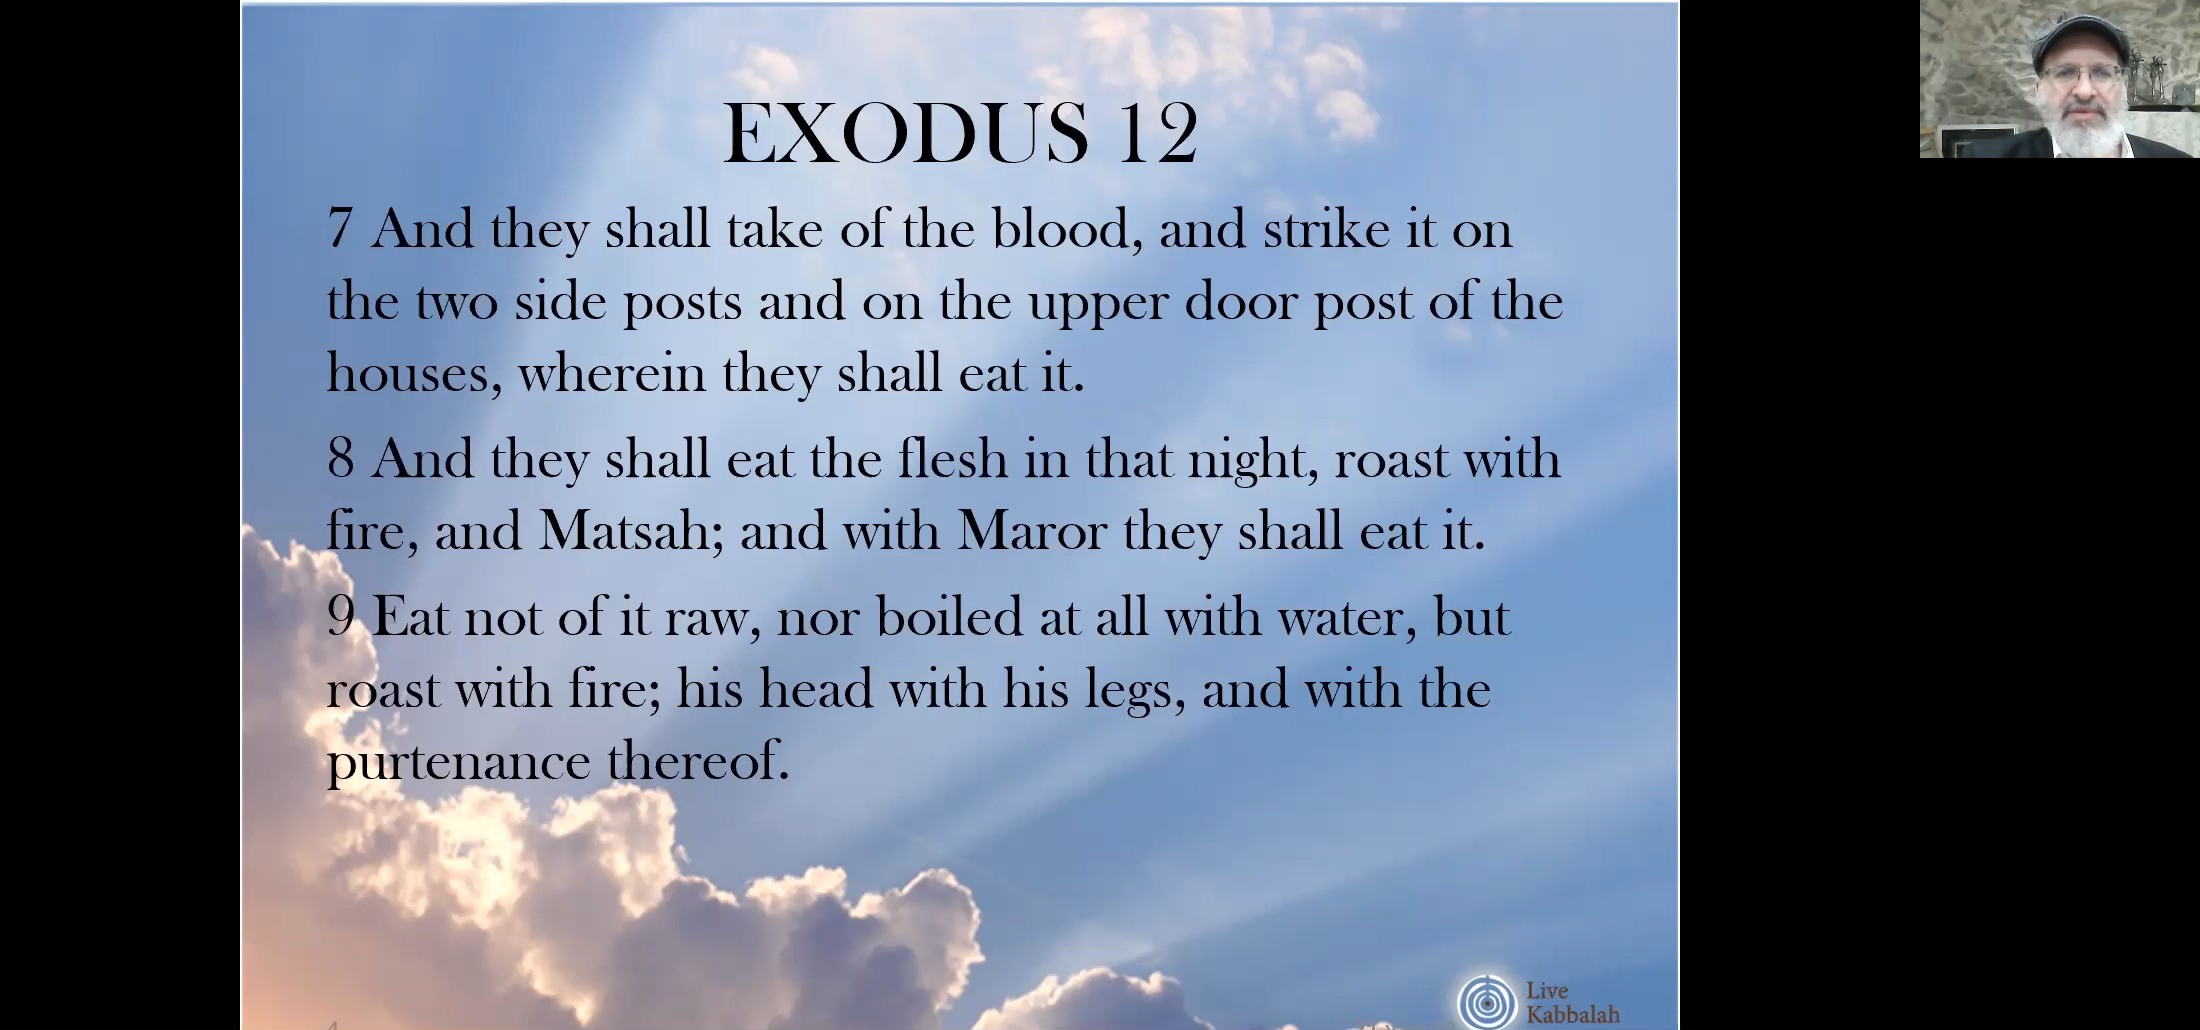 EXODUS 12
7 And they shall take of the blood, and strike it on
the two side posts and on the upper door post of the
houses, wherein they shall eat it.
8 And they shall eat the flesh in that night, roast with
fire, and Matsah; and with Maror they shall eat it.
9 Eat not of it raw, nor boiled at all with water, but
roast with fire; his head with his legs, and with the
purtenance thereof.
Live
Kabbalah